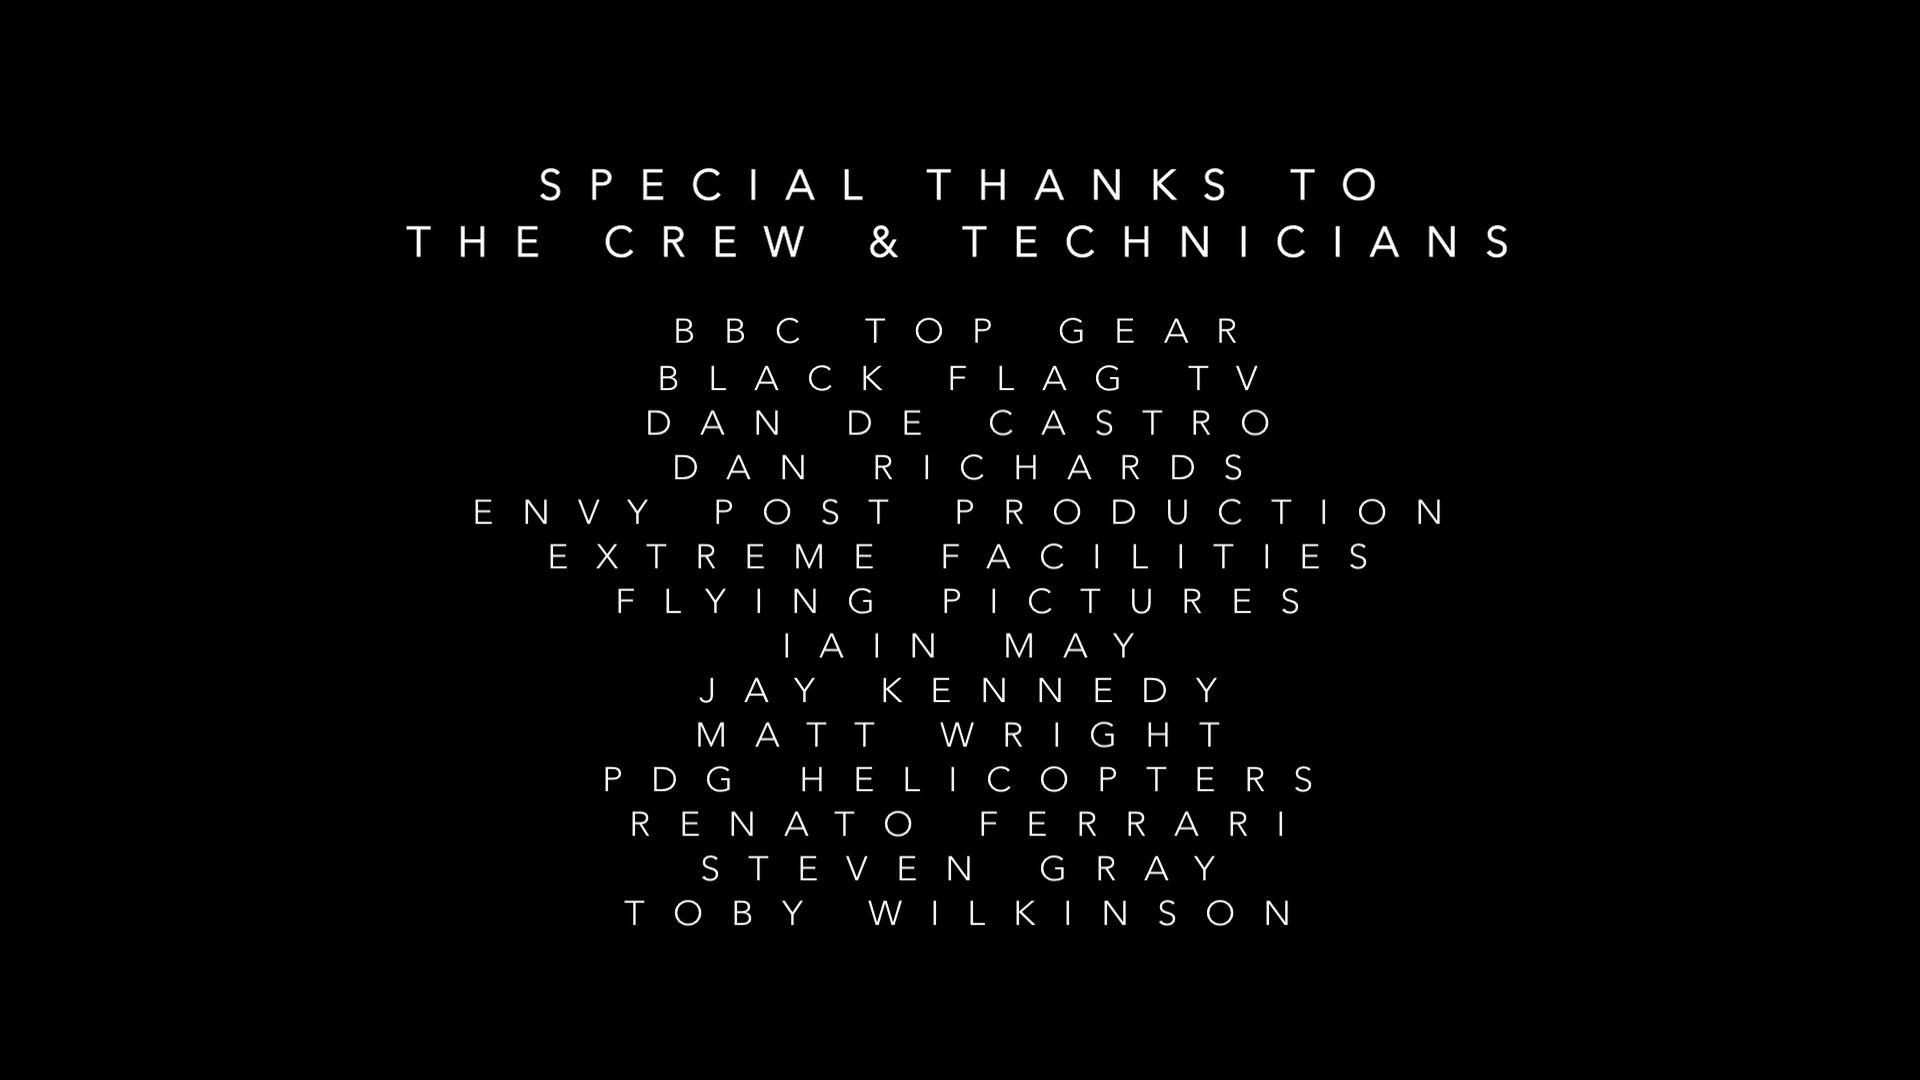 SPECIAL THANKS TO
THE CREW & TECHNICIANS
BBC TOP GEAR
BLACK FLAG TV
DAN DE CASTRO
DAN RICHARDS
ENVY POST PRODUCTION
EXTREME FACILITIES
FLYING PICTURES
IAIN MAY
JAY KENNEDY
MATT WRIGHT
PDG HELICOPTERS
RENATO FERRARI
STEVEN GRAY
TOBY WILKINSON